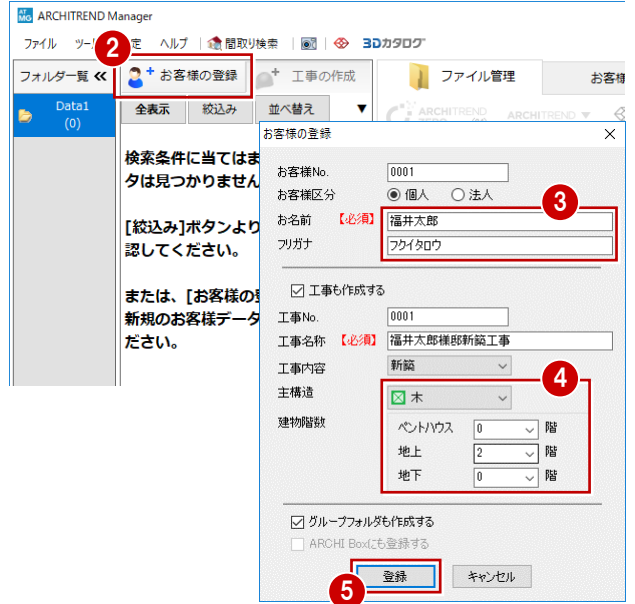 ARCHITREND Manager
ファイル ツール 設定 ヘルプ 間取り検索 3Dカタログ
2
フォルダ一覧 お客様の登録 工事の作成 ファイル管理 お客様
Data1
(0)
全表示 絞込み 並べ替え ▼ ARCHITREND ARCHITREND ▼
検索条件に当てはま
タは見つかりません
[絞込み]ボタンより
認してください。
または、[お客様の登
新規のお客様データ
ださい。
お客様の登録
お客様No. 0001
お客様区分 個人 法人
3
お名前 【必須】 福井太郎
フリガナ フクイタロウ
工事も作成する
工事No. 0001
工事名称 【必須】 福井太郎様邸新築工事
工事内容 新築
4
主構造 木
建物階数 ペントハウス 0 階
地上 2 階
地下 0 階
グループフォルダも作成する
ARCHI Boxにも登録する
5
登録 キャンセル